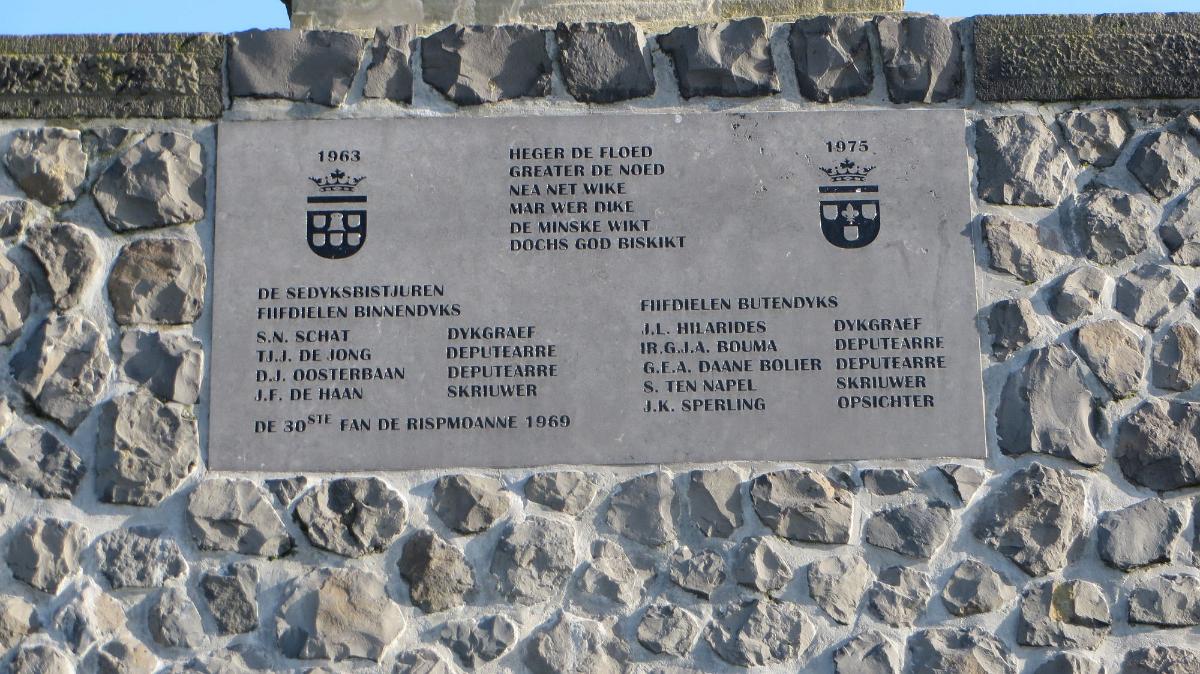 1963
HEGER DE FLOED
GREATER DE NOED
NEA NET WIKE
MAR WER DIKE
DE MINSKE WIKT
DOCHS GOD BISKIKT
1975
DE SEDYKSBISTJUREN
FIIFDIELEN BINNENDYKS
S.N. SCHAT DYKGRAEF
TJ.J. DE JONG DEPUTEARRE
D.J. OOSTERBAAN DEPUTEARRE
J.F. DE HAAN SKRIUWER
DE 30STE FAN DE RISPMOANNE 1969
FIIFDIELEN BUTENDYKS
J.L. HILARIDES DYKGRAEF
IR.G.J.A. BOUMA DEPUTEARRE
G.E.A. DAANE BOLIER DEPUTEARRE
S. TEN NAPEL SKRIUWER
J.K. SPERLING OPSICHTER